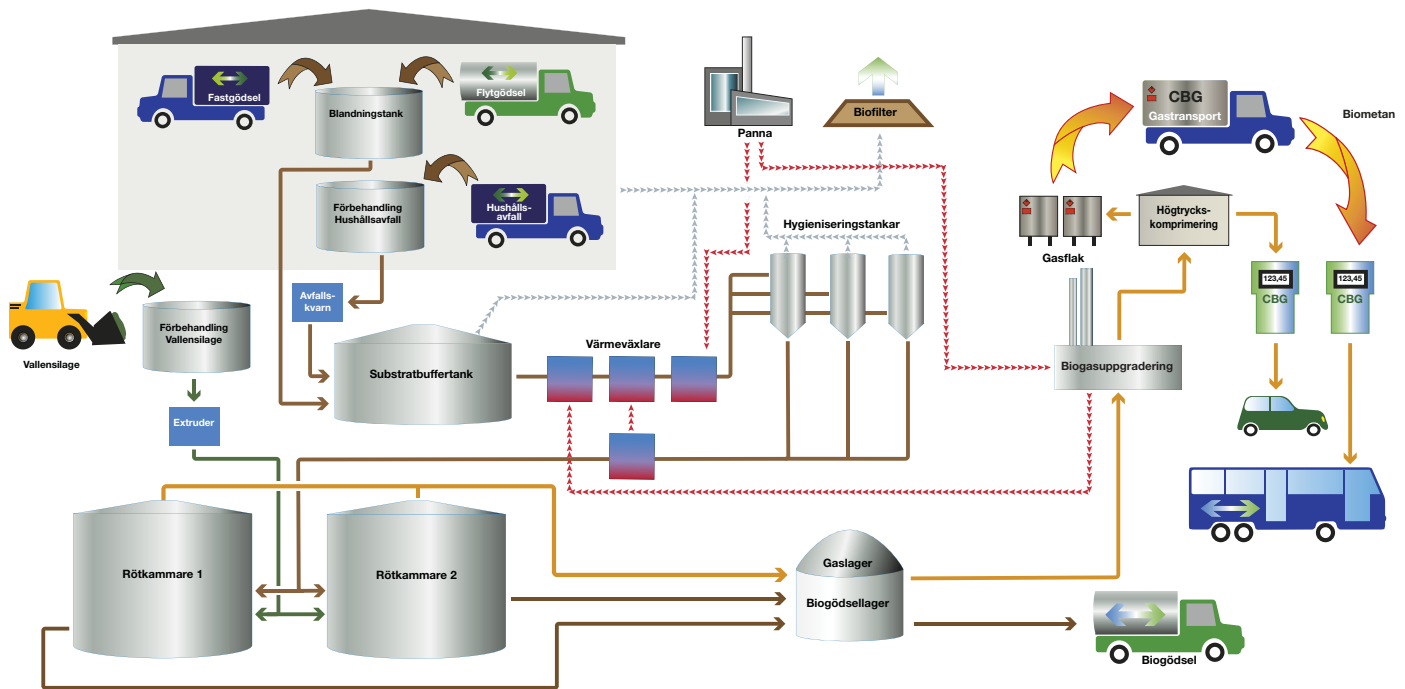 Fastgödsel
Flytgödsel
Blandningstank
Förbehandling
Hushållsavfall
Hushålls-
avfall
Panna
Biofilter
CBG
Gastransport
Biometan
Hygieniseringstankar
Högtrycks-
komprimering
Gasflak
123,45
CBG
123,45
CBG
Avfalls-
kvarn
Förbehandling
Vallensilage
Vallensilage
Substratbuffertank
Värmeväxlare
Biogasuppgradering
Extruder
Rötkammare 1
Rötkammare 2
Gaslager
Biogödsellager
Biogödsel